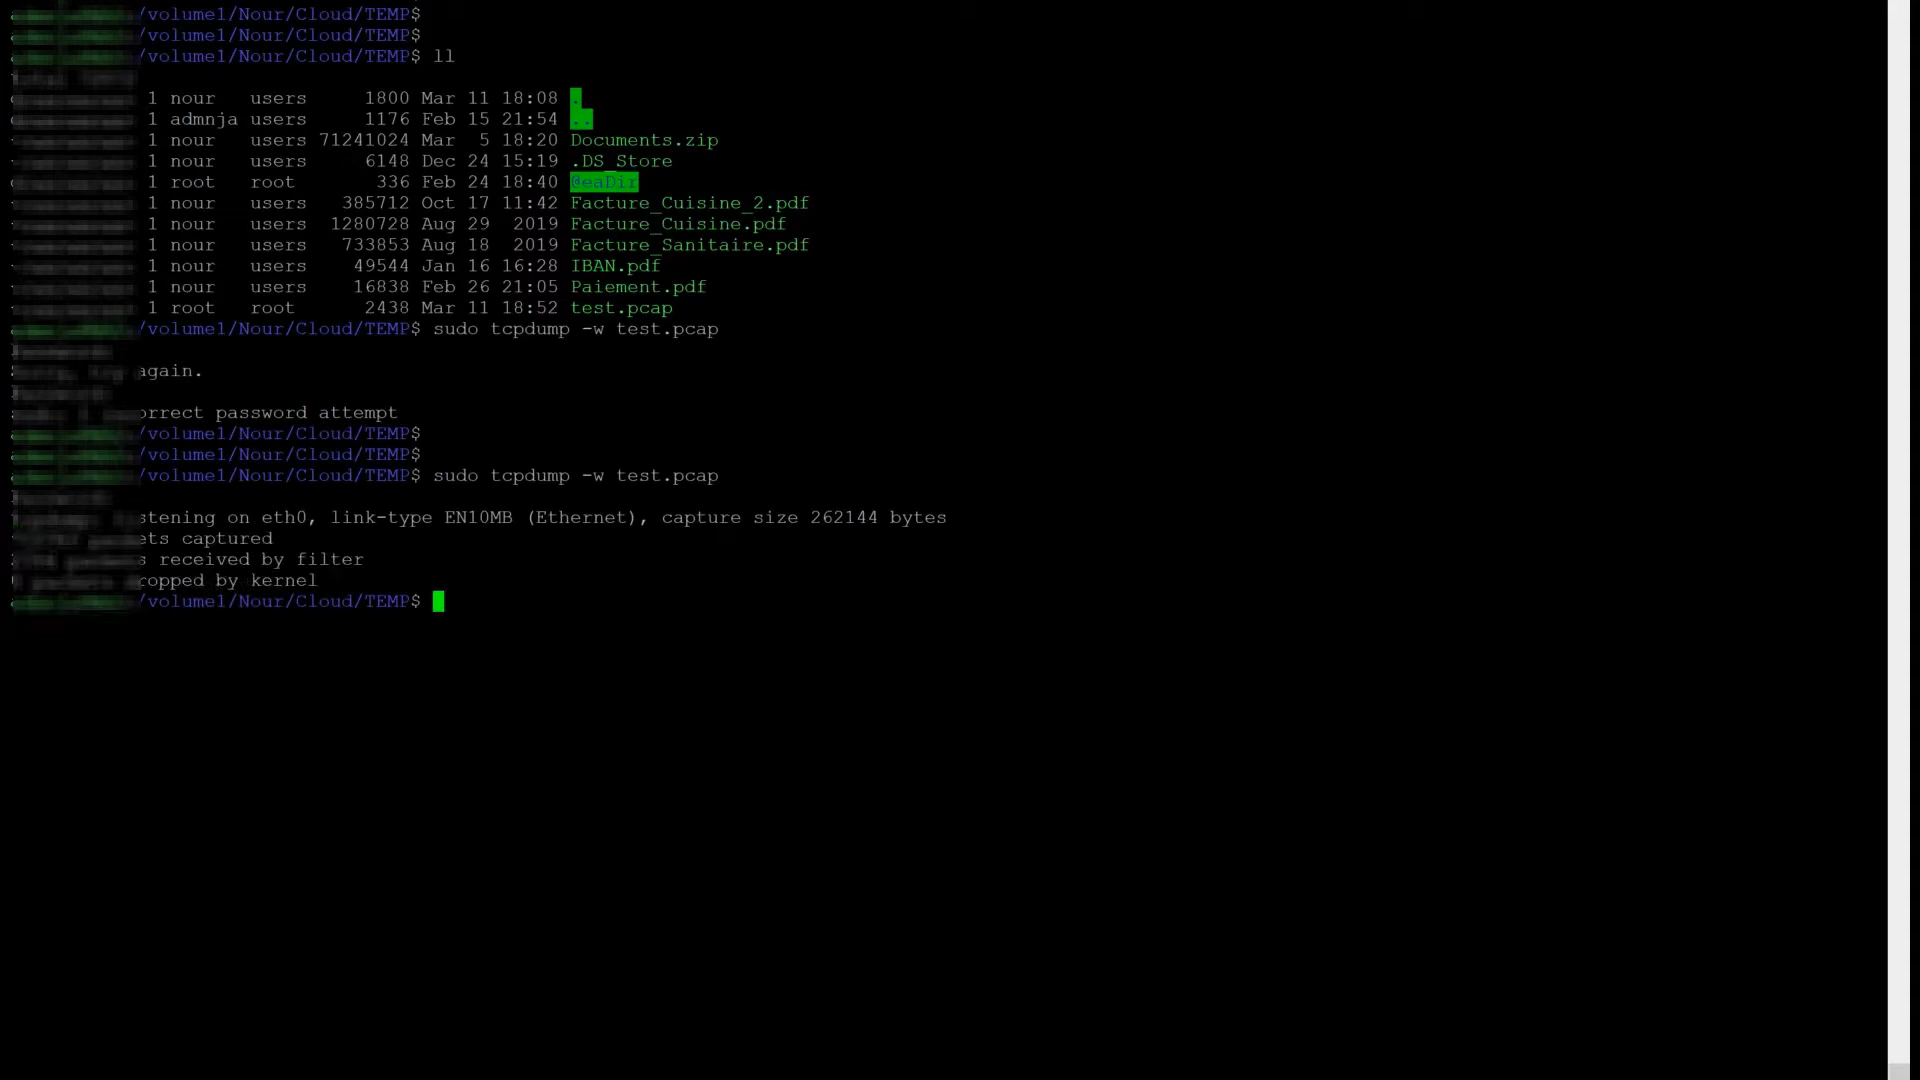 /volume1/Nour/Cloud/TEMP$
/volume1/Nour/Cloud/TEMP$
/volume1/Nour/Cloud/TEMP$ ll
1 nour users 1800 Mar 11 18:08 .
1 admnja users 1176 Feb 15 21:54 ..
1 nour users 71241024 Mar 5 18:20 Documents.zip
1 nour users 6148 Dec 24 15:19 .DS_Store
1 root root 336 Feb 24 18:40 @eaDir
1 nour users 385712 Oct 17 11:42 Facture_Cuisine_2.pdf
1 nour users 1280728 Aug 29 2019 Facture_Cuisine.pdf
1 nour users 733853 Aug 18 2019 Facture_Sanitaire.pdf
1 nour users 49544 Jan 16 16:28 IBAN.pdf
1 nour users 16838 Feb 26 21:05 Paiement.pdf
1 root root 2438 Mar 11 18:52 test.pcap
/volume1/Nour/Cloud/TEMP$ sudo tcpdump -w test.pcap
again.
orrect password attempt
/volume1/Nour/Cloud/TEMP$
/volume1/Nour/Cloud/TEMP$
/volume1/Nour/Cloud/TEMP$ sudo tcpdump -w test.pcap
stening on eth0, link-type EN10MB (Ethernet), capture size 262144 bytes
ets captured
s received by filter
ropped by kernel
/volume1/Nour/Cloud/TEMP$